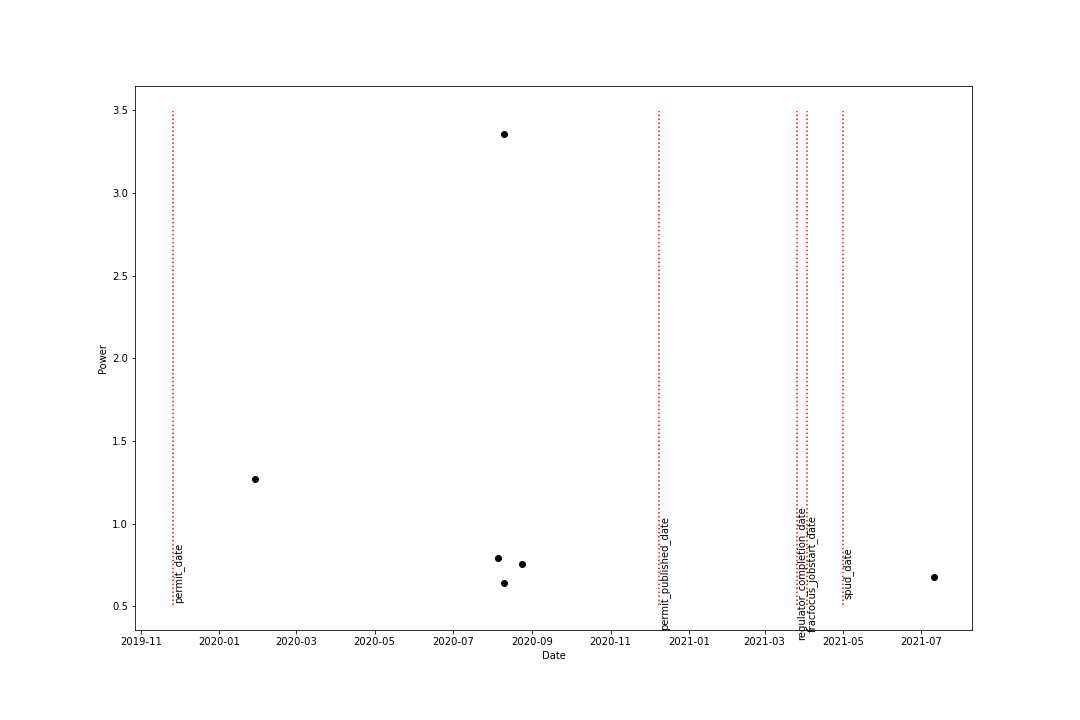 3.5
3.0
2.5
2.0
1.5
1.0
0.5
Power
permit_date
permit_published_date
regulator_completion_date
fracfocus_jobstart_date
spud_date
2019-11
2020-01
2020-03
2020-05
2020-07
2020-09
2020-11
2021-01
2021-03
2021-05
2021-07
Date